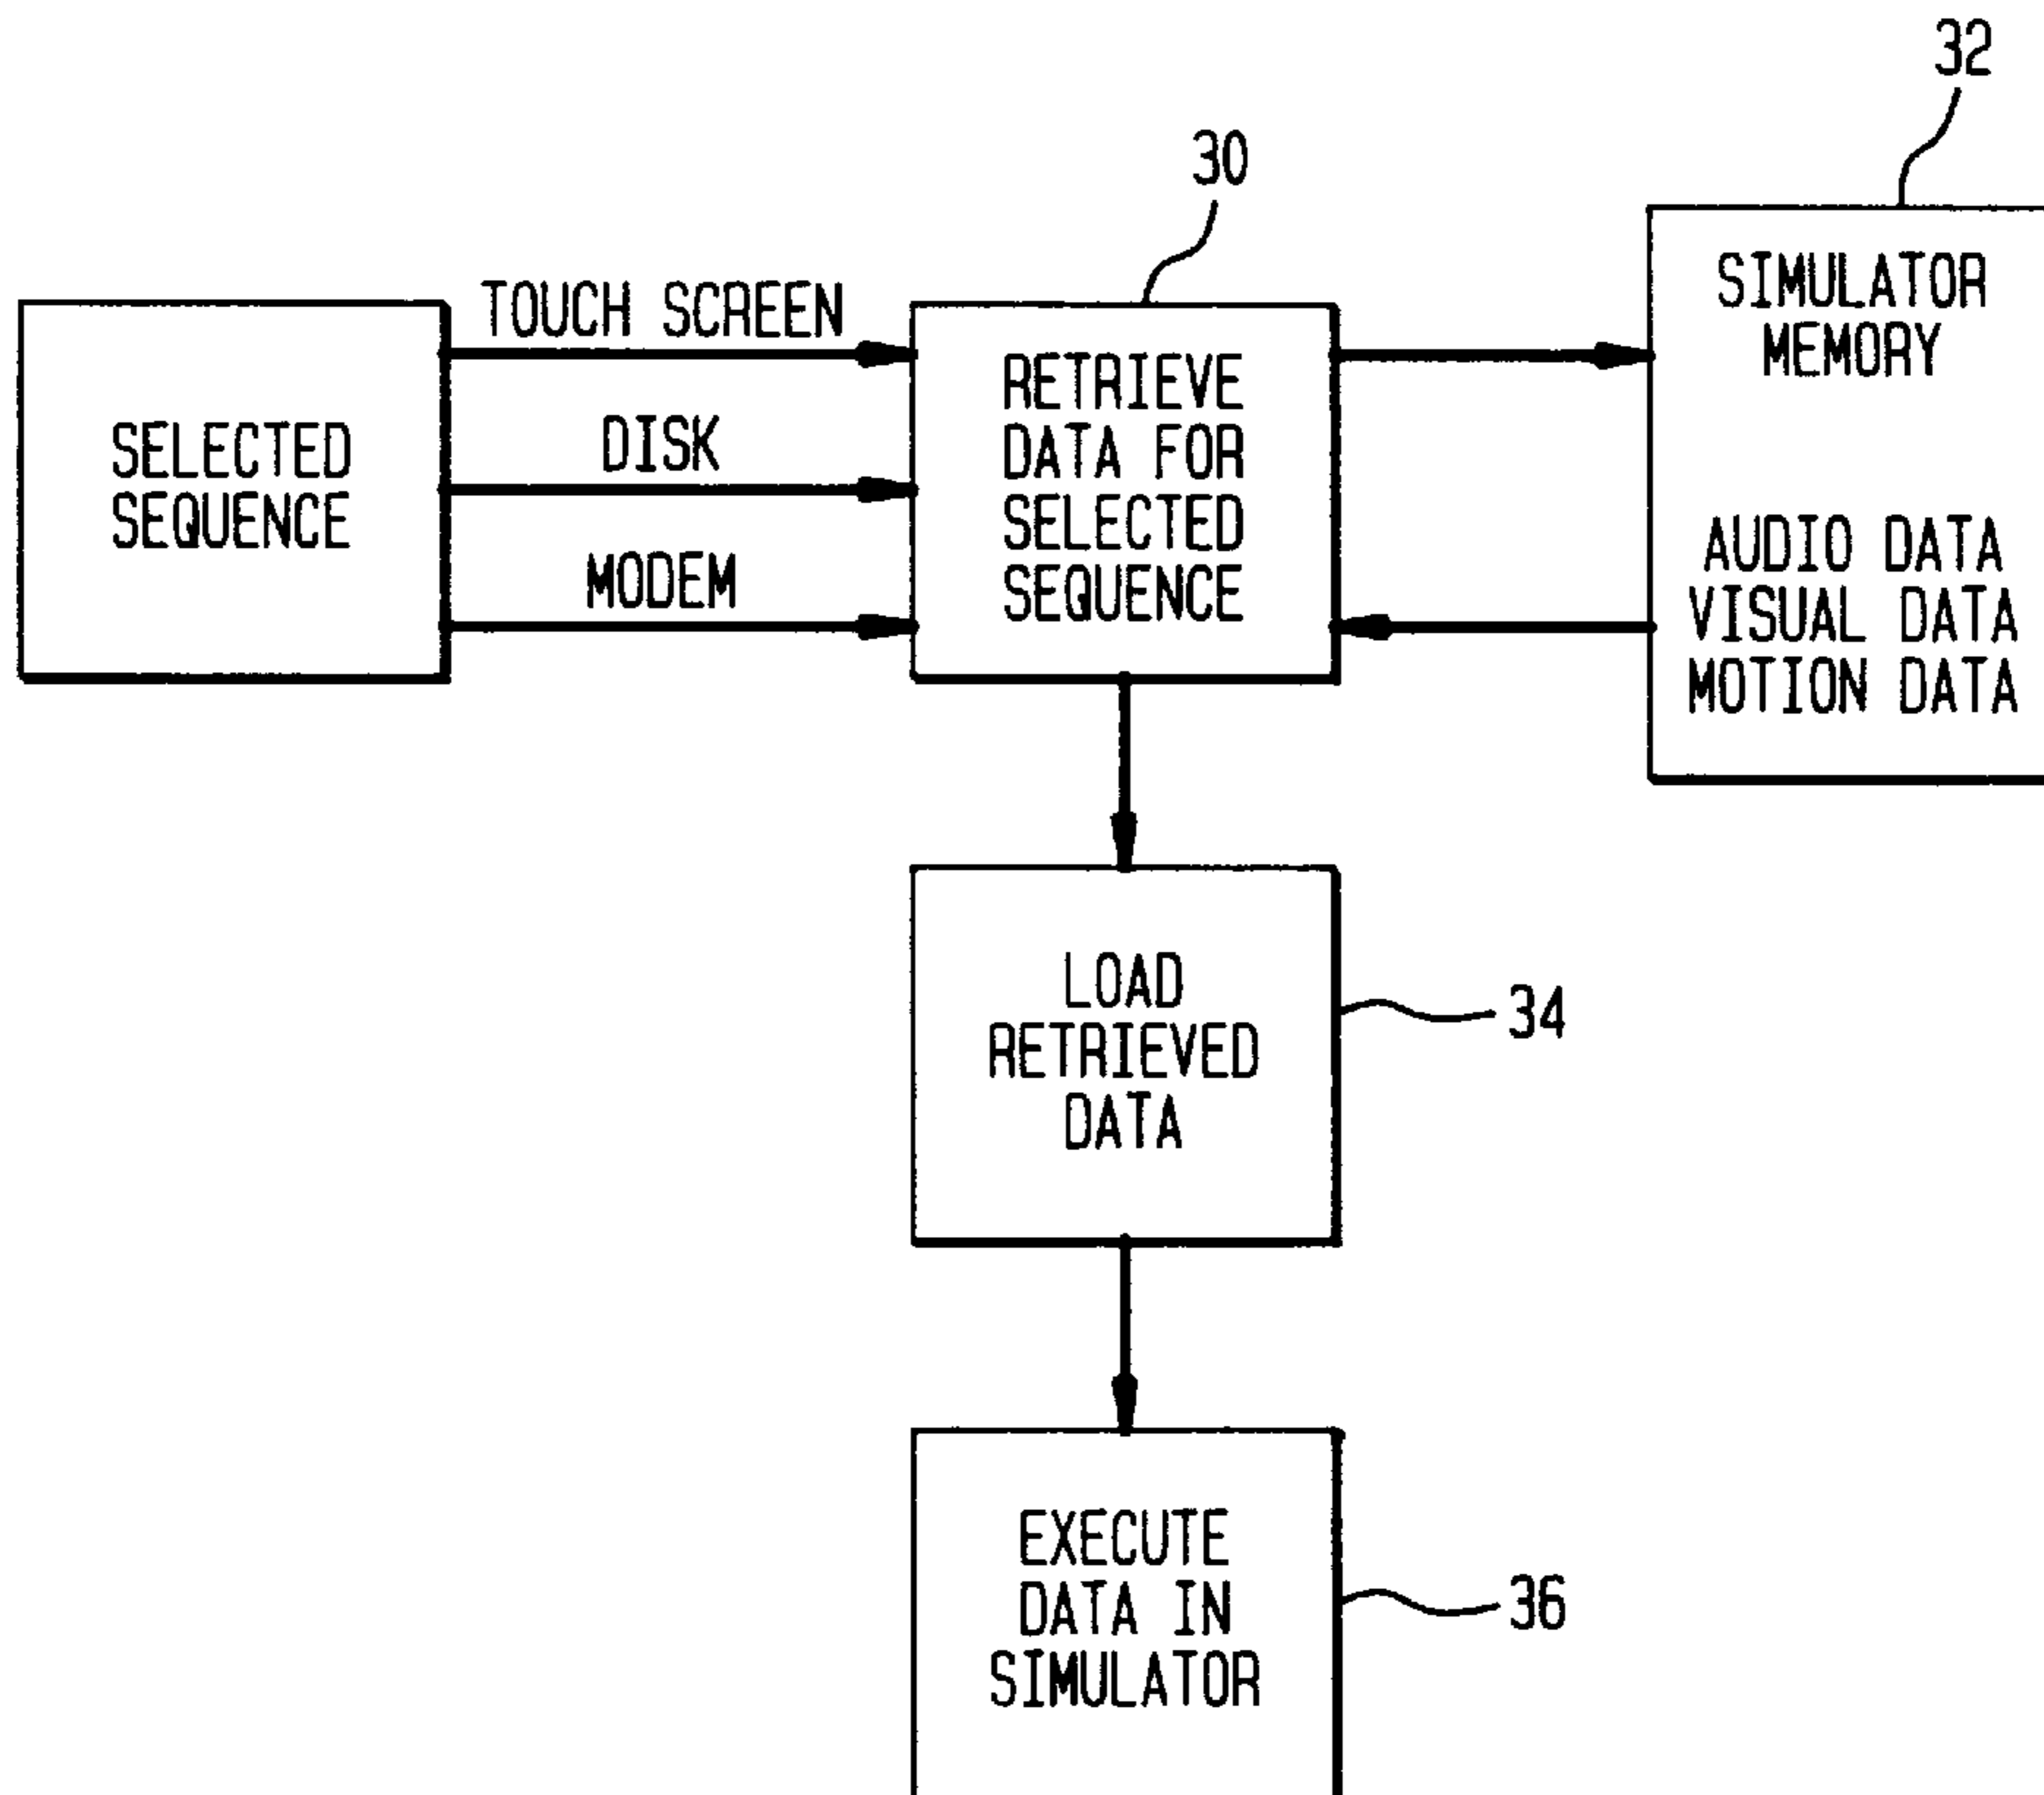 32
30
SIMULATOR
MEMORY
AUDIO DATA
VISUAL DATA
MOTION DATA
TOUCH SCREEN
DISK
MODEM
SELECTED
SEQUENCE
RETRIEVE
DATA FOR
SELECTED
SEQUENCE
LOAD
RETRIEVED
DATA
34
EXECUTE
DATA IN
SIMULATOR
36